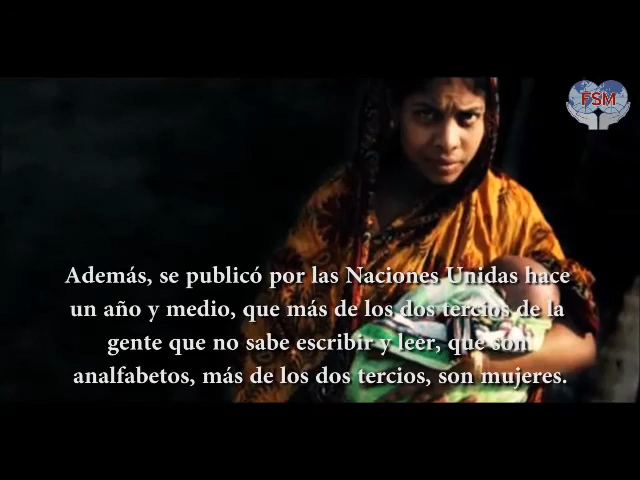 FSM
Además, se publicó por las Naciones Unidas hace
un año y medio, que más de los dos tercios de la
gente que no sabe escribir y leer, que son
analfabetos, más de los dos tercios, son mujeres.